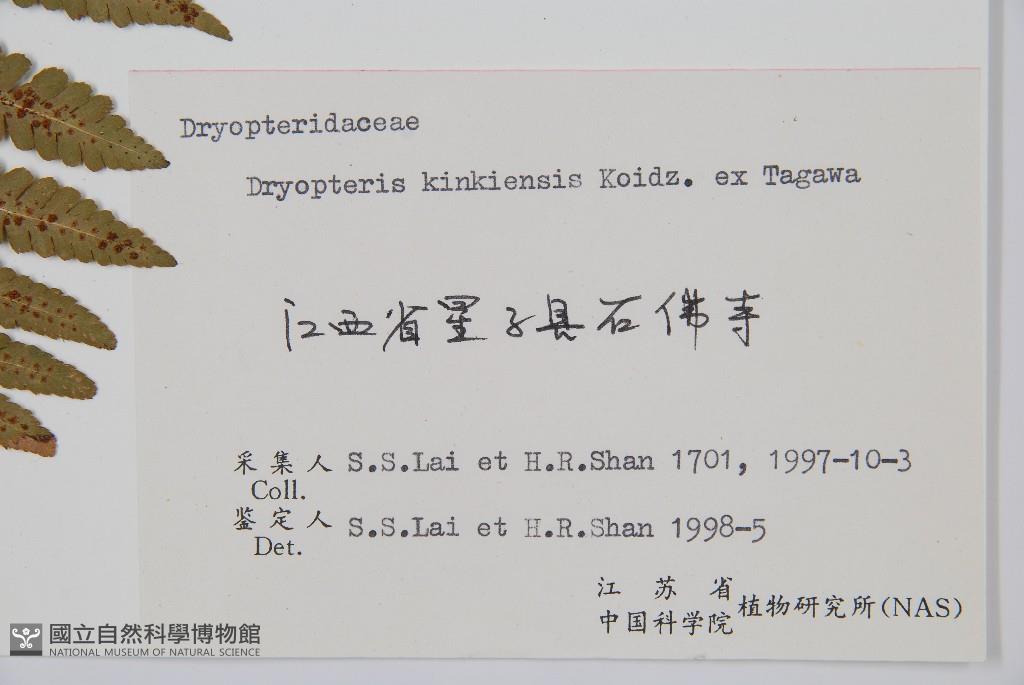 Dryopteridaceae
Dryopteris kinkiensis Koidz. ex Tagawa
江西省星子县石佛寺
采集人 S.S.Lai et H.R.Shan 1701, 1997-10-3
Coll.
鉴定人 S.S.Lai et H.R.Shan 1998-5
Det.
江苏省
中国科学院 植物研究所(NAS)
國立自然科學博物館
NATIONAL MUSEUM OF NATURAL SCIENCE